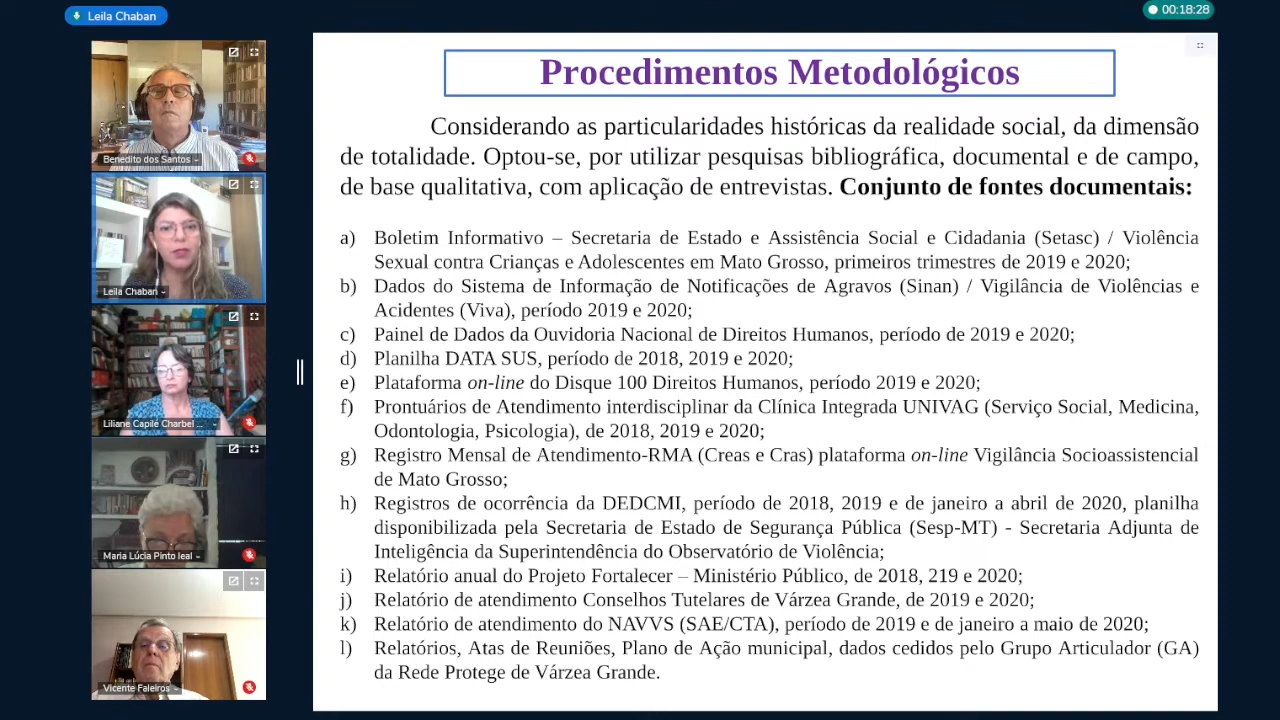 Leila Chaban
00:18:28
Benedito dos Santos
Leila Chaban
Liliane Capilé Charbel ...
Maria Lúcia Pinto leal
Vicente Faleiros
Procedimentos Metodológicos
Considerando as particularidades históricas da realidade social, da dimensão
de totalidade. Optou-se, por utilizar pesquisas bibliográfica, documental e de campo,
de base qualitativa, com aplicação de entrevistas. Conjunto de fontes documentais:
a) Boletim Informativo – Secretaria de Estado e Assistência Social e Cidadania (Setasc) / Violência
Sexual contra Crianças e Adolescentes em Mato Grosso, primeiros trimestres de 2019 e 2020;
b) Dados do Sistema de Informação de Notificações de Agravos (Sinan) / Vigilância de Violências e
Acidentes (Viva), período 2019 e 2020;
c) Painel de Dados da Ouvidoria Nacional de Direitos Humanos, período de 2019 e 2020;
d) Planilha DATA SUS, período de 2018, 2019 e 2020;
e) Plataforma on-line do Disque 100 Direitos Humanos, período 2019 e 2020;
f) Prontuários de Atendimento interdisciplinar da Clínica Integrada UNIVAG (Serviço Social, Medicina,
Odontologia, Psicologia), de 2018, 2019 e 2020;
g) Registro Mensal de Atendimento-RMA (Creas e Cras) plataforma on-line Vigilância Socioassistencial
de Mato Grosso;
h) Registros de ocorrência da DEDCMI, período de 2018, 2019 e de janeiro a abril de 2020, planilha
disponibilizada pela Secretaria de Estado de Segurança Pública (Sesp-MT) - Secretaria Adjunta de
Inteligência da Superintendência do Observatório de Violência;
i) Relatório anual do Projeto Fortalecer – Ministério Público, de 2018, 219 e 2020;
j) Relatório de atendimento Conselhos Tutelares de Várzea Grande, de 2019 e 2020;
k) Relatório de atendimento do NAVVS (SAE/CTA), período de 2019 e de janeiro a maio de 2020;
l) Relatórios, Atas de Reuniões, Plano de Ação municipal, dados cedidos pelo Grupo Articulador (GA)
da Rede Protege de Várzea Grande.